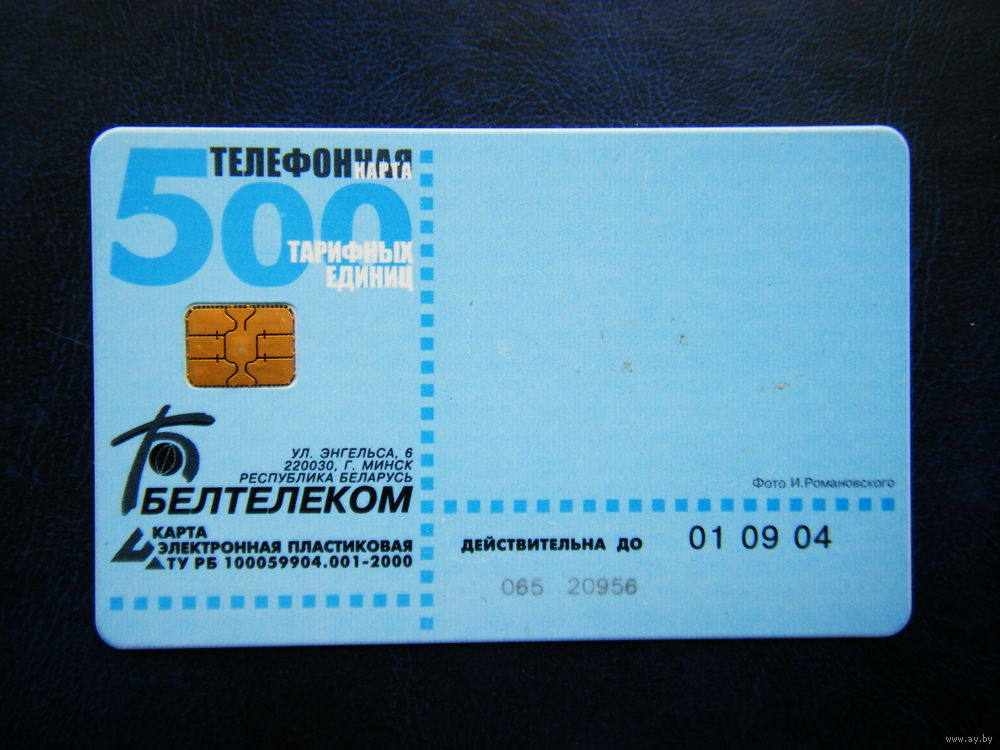 ТЕЛЕФОННАЯ
КАРТА
500
ТАРИФНЫХ
ЕДИНИЦ
УЛ. ЭНГЕЛЬСА, 6
220030, Г. МИНСК
РЕСПУБЛИКА БЕЛАРУСЬ
БЕЛТЕЛЕКОМ
КАРТА
ЭЛЕКТРОННАЯ ПЛАСТИКОВАЯ
ТУ РБ 100059904.001-2000
Фото И.Романовского
ДЕЙСТВИТЕЛЬНА ДО 01 09 04
065 20956
www.ay.by